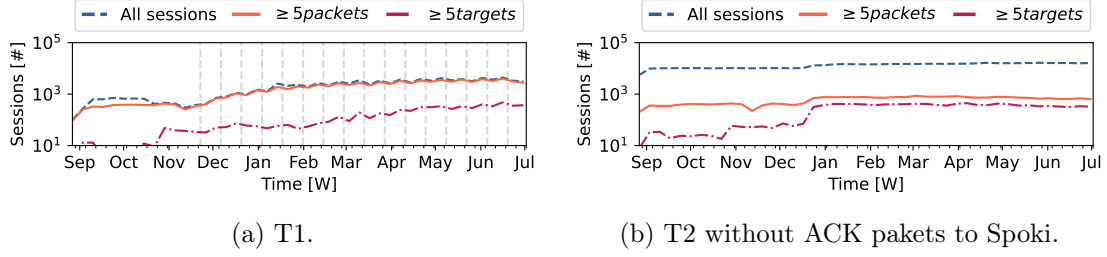 All sessions ≥ 5packets ≥ 5targets
Sessions [#]
10^5
10^3
10^1
Sep Oct Nov Dec Jan Feb Mar Apr May Jun Jul
Time [W]
(a) T1.
All sessions ≥ 5packets ≥ 5targets
Sessions [#]
10^5
10^3
10^1
Sep Oct Nov Dec Jan Feb Mar Apr May Jun Jul
Time [W]
(b) T2 without ACK pakets to Spoki.